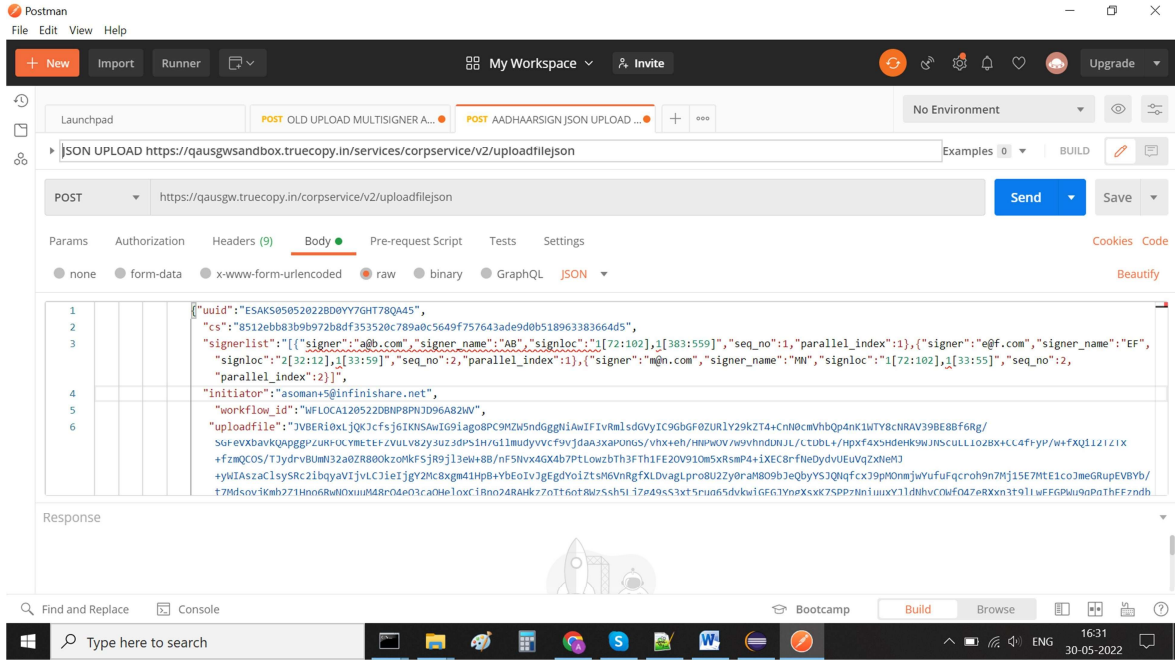 Postman
File Edit View Help
New Import Runner My Workspace Invite Upgrade
Launchpad POST OLD UPLOAD MULTISIGNER A... POST AADHAARSIGN JSON UPLOAD ... No Environment
JSON UPLOAD https://qausgwsandbox.truecopy.in/services/corpservice/v2/uploadfilejson Examples 0 BUILD
POST https://qausgw.truecopy.in/corpservice/v2/uploadfilejson Send Save
Params Authorization Headers (9) Body Pre-request Script Tests Settings Cookies Code
none form-data x-www-form-urlencoded raw binary GraphQL JSON Beautify
1 {"uuid":"ESAKS05052022BD0YY7GHT78QA45",
2 "cs":"8512ebb83b9b972b8df353520c789a0c5649f757643ade9d0b518963383664d5",
3 "signerlist":"[{"signer":"a@b.com","signer_name":"AB","signloc":"1[72:102],1[383:559]","seq_no":1,"parallel_index":1},{"signer":"e@f.com","signer_name":"EF",
"signloc":"2[32:12],1[33:59]","seq_no":2,"parallel_index":1},{"signer":"m@n.com","signer_name":"MN","signloc":"1[72:102],1[33:55]","seq_no":2,
"parallel_index":2}]",
4 "initiator":"asoman+5@infinishare.net",
5 "workflow_id":"WFLOCA120522DBNP8PNJD96A82WV",
6 "uploadfile":"JVBERi0xLjQKJcfsj6IKNSAwIG9iago8PC9MZW5ndGggNiAwIFIvRmlsdGVyIC9GbGF0ZURlY29kZT4+CnN0cmVhbQp4nK1WTY8cNRAV39BE8Bf6Rg/
Response
Find and Replace Console Bootcamp Build Browse
Type here to search ENG 16:31
30-05-2022